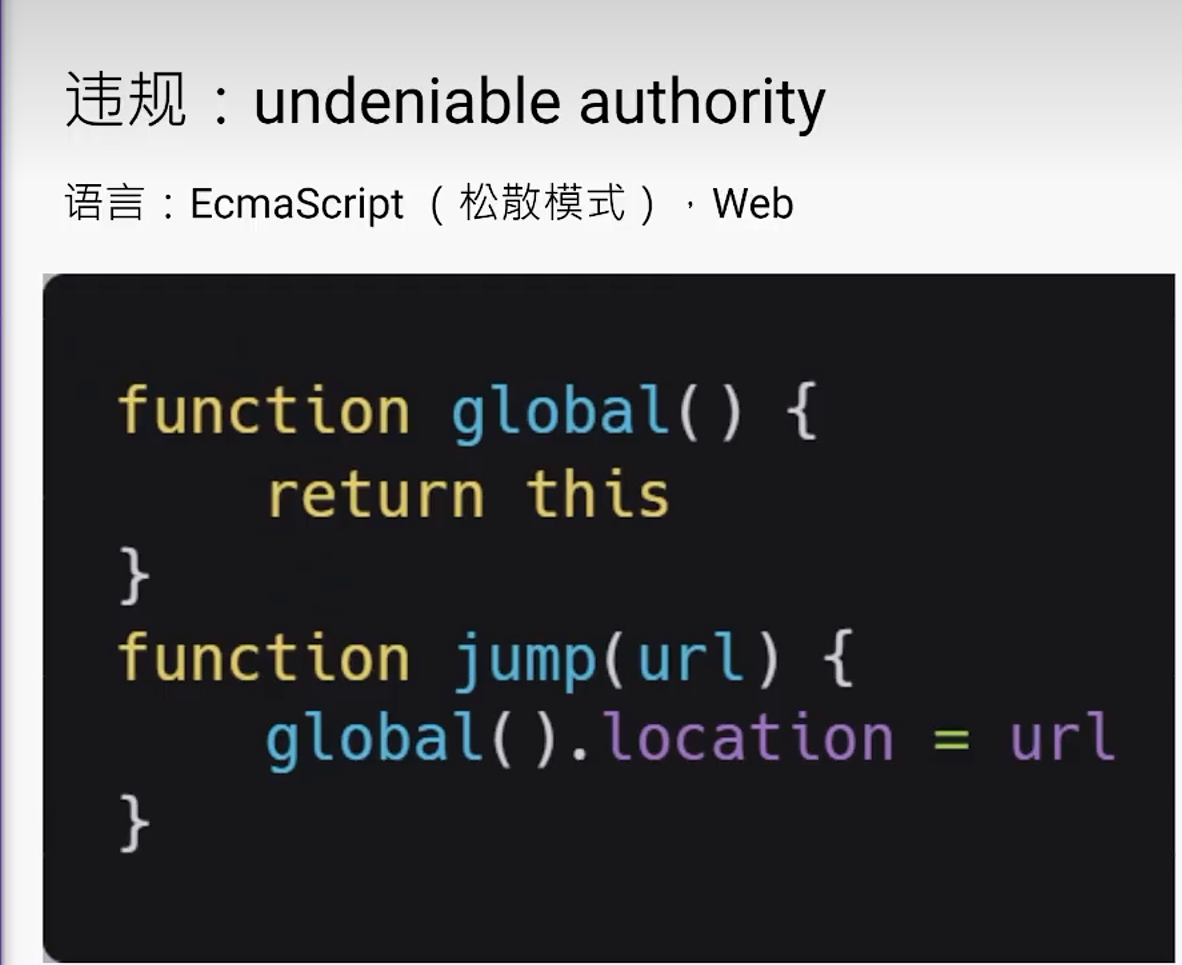 违规：undeniable authority
语言：EcmaScript（松散模式），Web
function global() {
    return this
}
function jump(url) {
    global().location = url
}